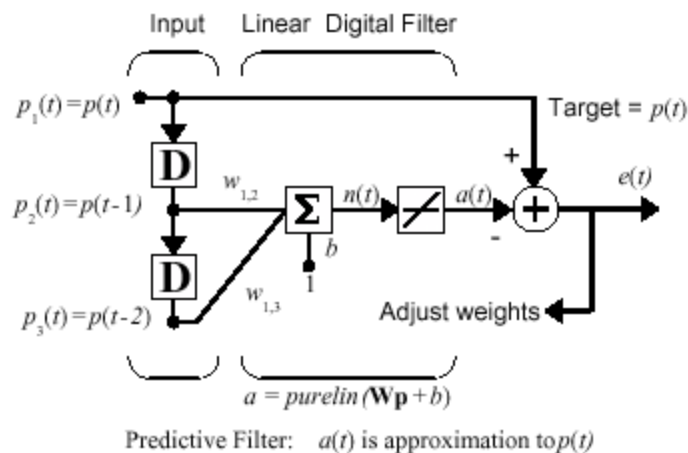 Input Linear Digital Filter
p1(t)=p(t)
Target = p(t)
D
+
e(t)
w1,2
n(t)
a(t)
p2(t)=p(t-1)
Σ
+
-
b
D
w1,3
1
p3(t)=p(t-2)
Adjust weights
a = purelin (Wp + b)
Predictive Filter: a(t) is approximation to p(t)